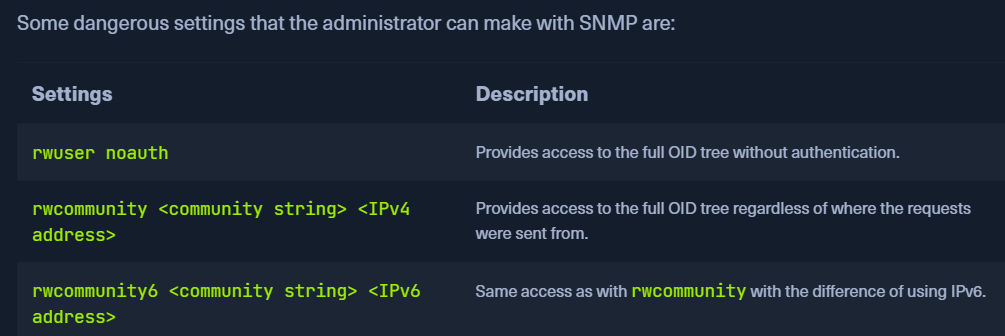 Some dangerous settings that the administrator can make with SNMP are:
Settings Description
rwuser noauth Provides access to the full OID tree without authentication.
rwcommunity <community string> <IPv4 Provides access to the full OID tree regardless of where the requests
address> were sent from.
rwcommunity6 <community string> <IPv6 Same access as with rwcommunity with the difference of using IPv6.
address>